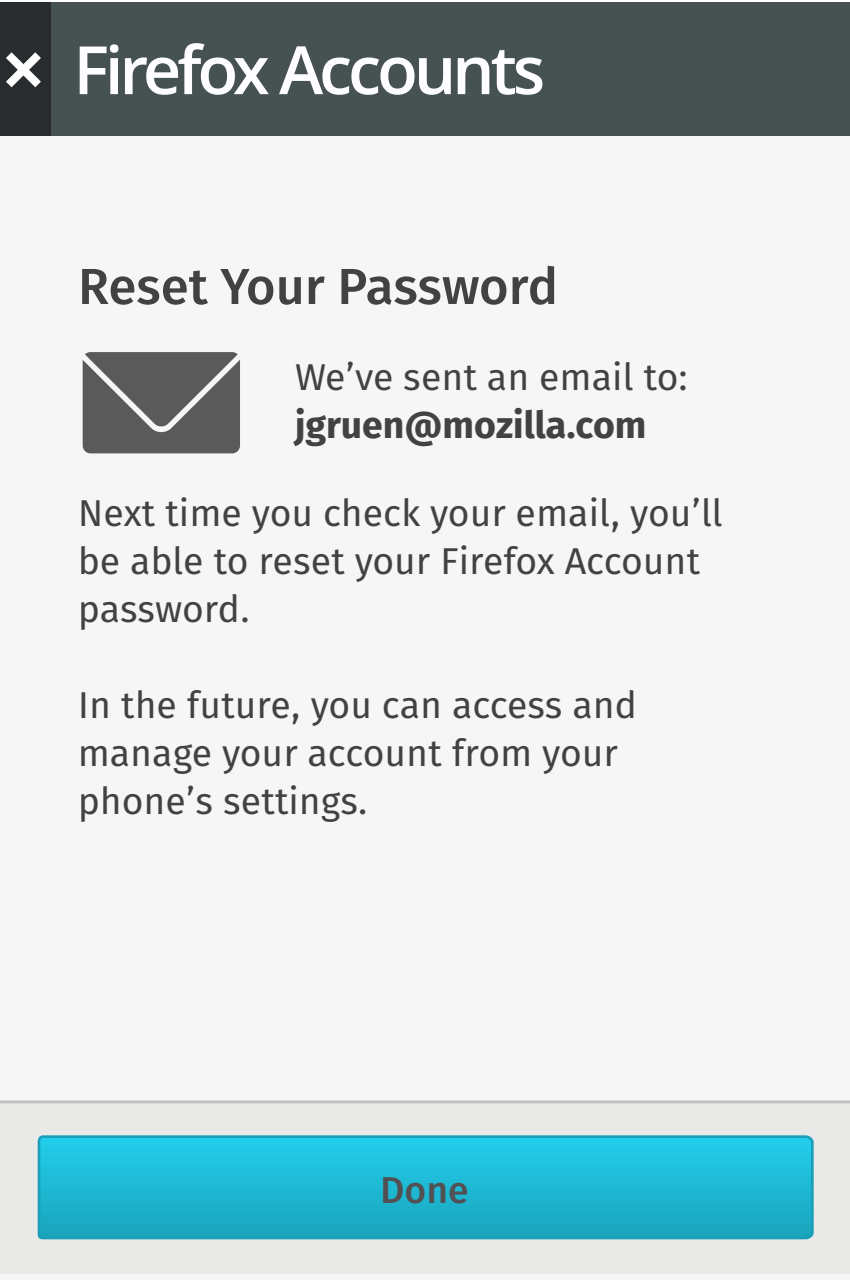 Firefox Accounts
Reset Your Password
We’ve sent an email to:
jgruen@mozilla.com
Next time you check your email, you’ll
be able to reset your Firefox Account
password.
In the future, you can access and
manage your account from your
phone’s settings.
Done